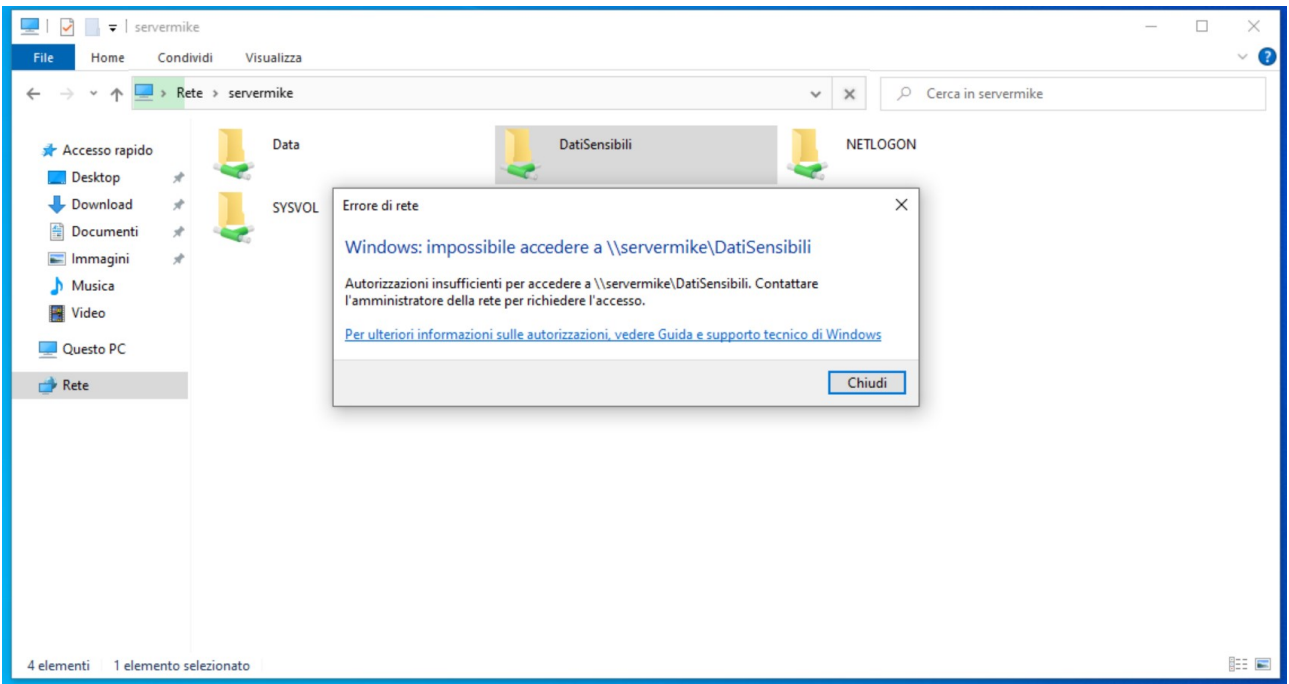 servermike
File Home Condividi Visualizza
Rete > servermike
Cerca in servermike
Accesso rapido
Desktop
Download
Documenti
Immagini
Musica
Video
Questo PC
Rete
Data
DatiSensibili
NETLOGON
SYSVOL
Errore di rete
Windows: impossibile accedere a \\servermike\DatiSensibili
Autorizzazioni insufficienti per accedere a \\servermike\DatiSensibili. Contattare
l'amministratore della rete per richiedere l'accesso.
Per ulteriori informazioni sulle autorizzazioni, vedere Guida e supporto tecnico di Windows
Chiudi
4 elementi 1 elemento selezionato